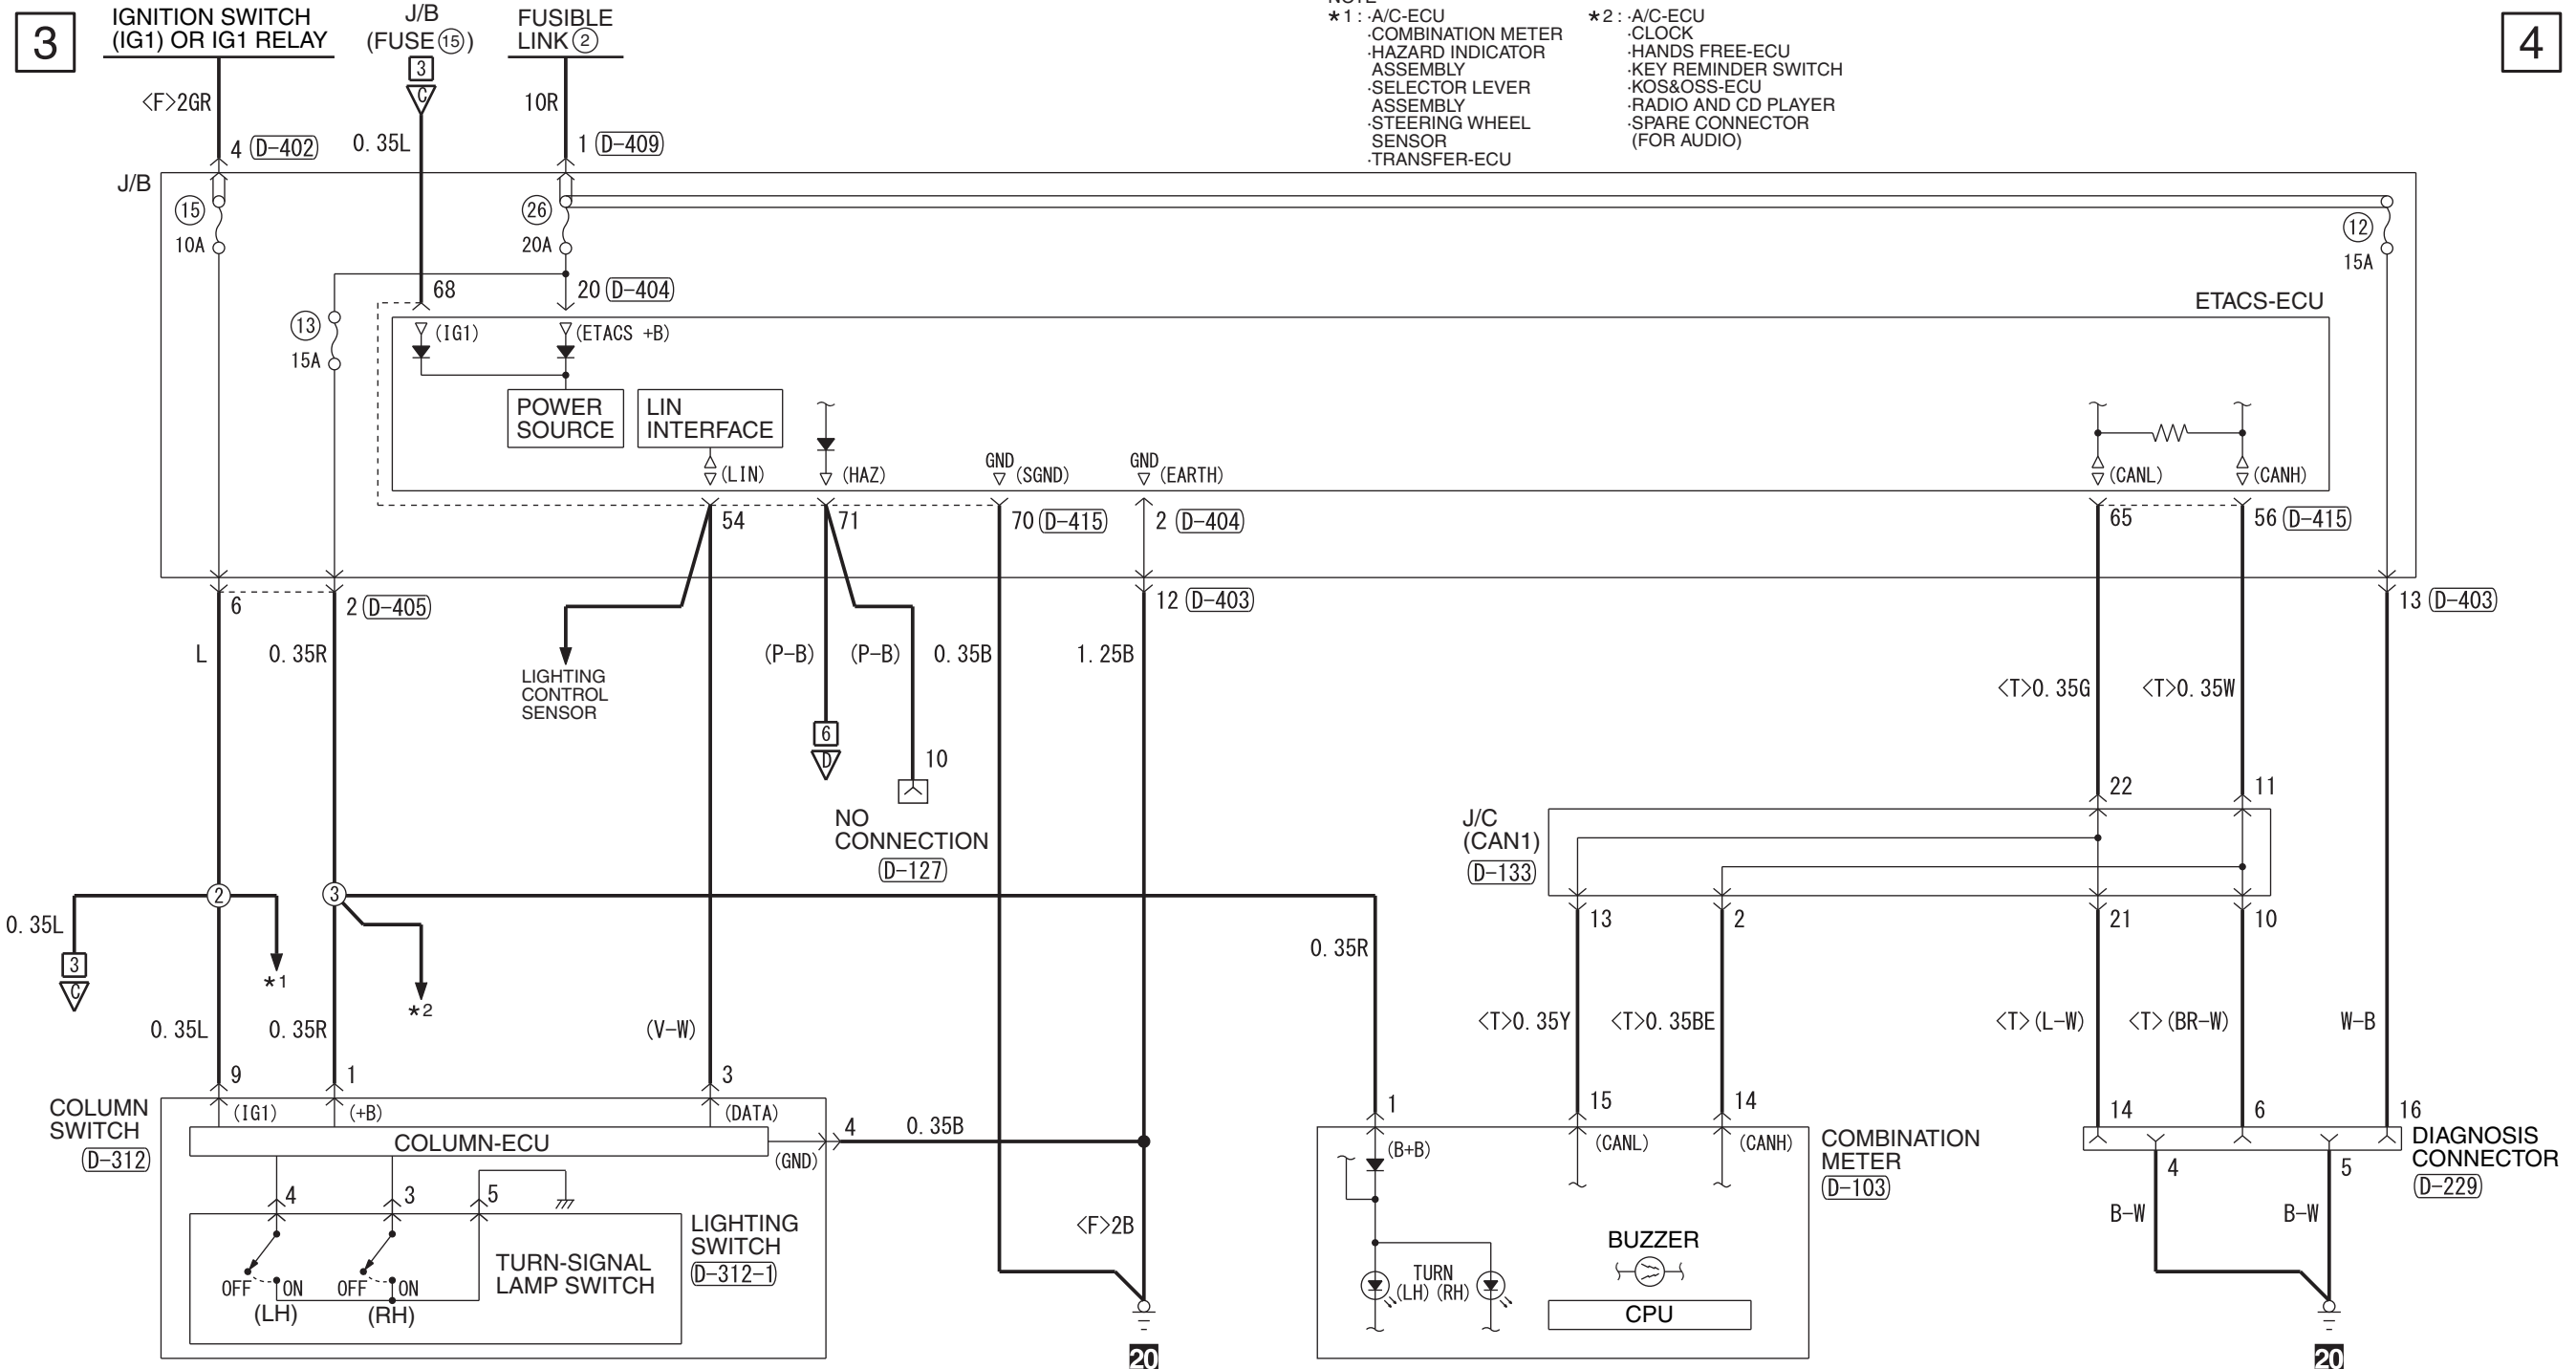 3
IGNITION SWITCH
(IG1) OR IG1 RELAY
J/B
(FUSE⑮)
3
C
FUSIBLE
LINK②
*1 : ·A/C-ECU
·COMBINATION METER
·HAZARD INDICATOR
ASSEMBLY
·SELECTOR LEVER
ASSEMBLY
·STEERING WHEEL
SENSOR
·TRANSFER-ECU
*2 : ·A/C-ECU
·CLOCK
·HANDS FREE-ECU
·KEY REMINDER SWITCH
·KOS&OSS-ECU
·RADIO AND CD PLAYER
·SPARE CONNECTOR
(FOR AUDIO)
4
<F>2GR
0.35L
10R
4 (D-402)
1 (D-409)
J/B
⑮
10A
㉖
20A
⑫
15A
68
20 (D-404)
⑬
15A
ETACS-ECU
(IG1)
(ETACS +B)
POWER
SOURCE
LIN
INTERFACE
(LIN)
(HAZ)
GND
(SGND)
GND
(EARTH)
(CANL)
(CANH)
54
71
70 (D-415)
2 (D-404)
65
56 (D-415)
6
2 (D-405)
12 (D-403)
13 (D-403)
L
0.35R
(P-B)
(P-B)
0.35B
1.25B
LIGHTING
CONTROL
SENSOR
<T>0.35G
<T>0.35W
6
D
10
NO
CONNECTION
(D-127)
22
11
J/C
(CAN1)
(D-133)
②
③
0.35L
3
C
*1
*2
13
2
21
10
0.35R
0.35L
0.35R
(V-W)
<T>0.35Y
<T>0.35BE
<T>(L-W)
<T>(BR-W)
W-B
9
1
3
COLUMN
SWITCH
(D-312)
(IG1)
(+B)
(DATA)
COLUMN-ECU
(GND)
4
0.35B
4
3
5
LIGHTING
SWITCH
(D-312-1)
TURN-SIGNAL
LAMP SWITCH
OFF
ON
(LH)
OFF
ON
(RH)
<F>2B
20
1
15
14
(B+B)
(CANL)
(CANH)
COMBINATION
METER
(D-103)
BUZZER
TURN
(LH) (RH)
CPU
14
6
16
DIAGNOSIS
CONNECTOR
(D-229)
4
5
B-W
B-W
20